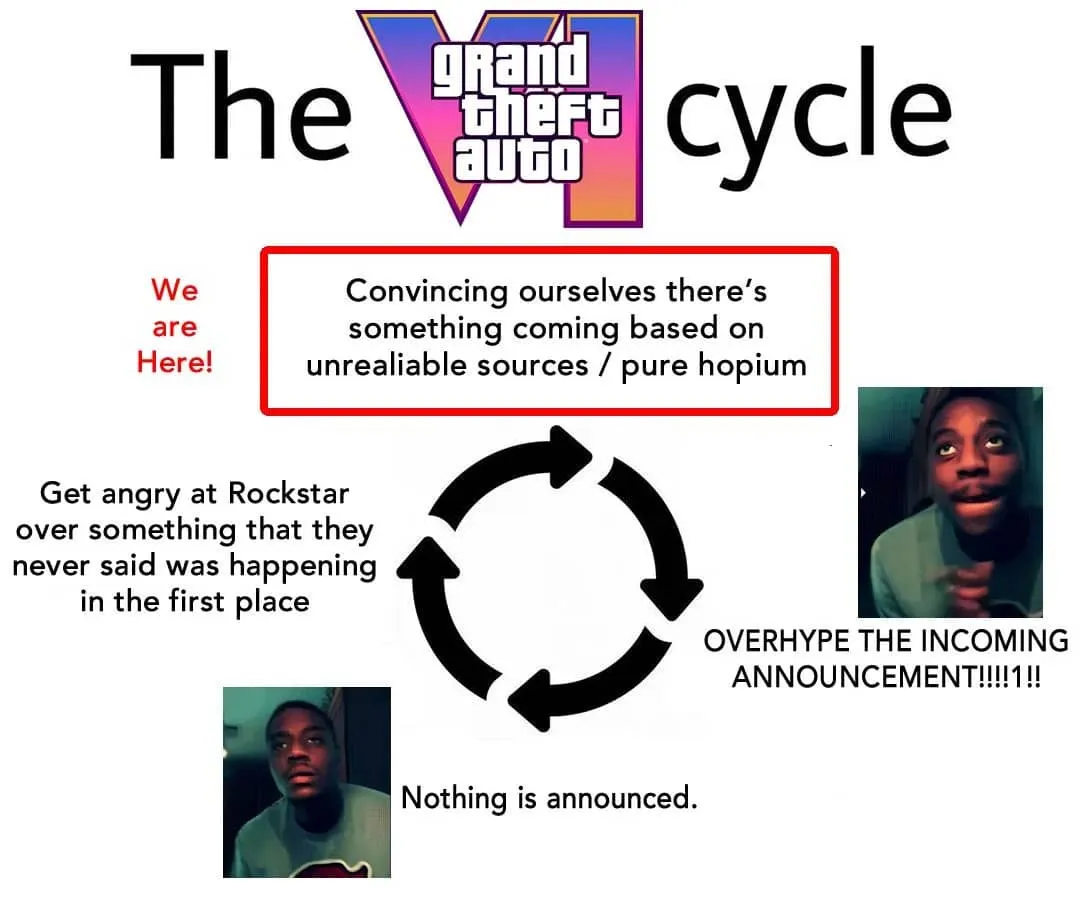 The
VI
grand
theft
auto
cycle
We
are
Here!
Convincing ourselves there's
something coming based on
unrealiable sources / pure hopium
Get angry at Rockstar
over something that they
never said was happening
in the first place
OVERHYPE THE INCOMING
ANNOUNCEMENT!!!!1!!
Nothing is announced.